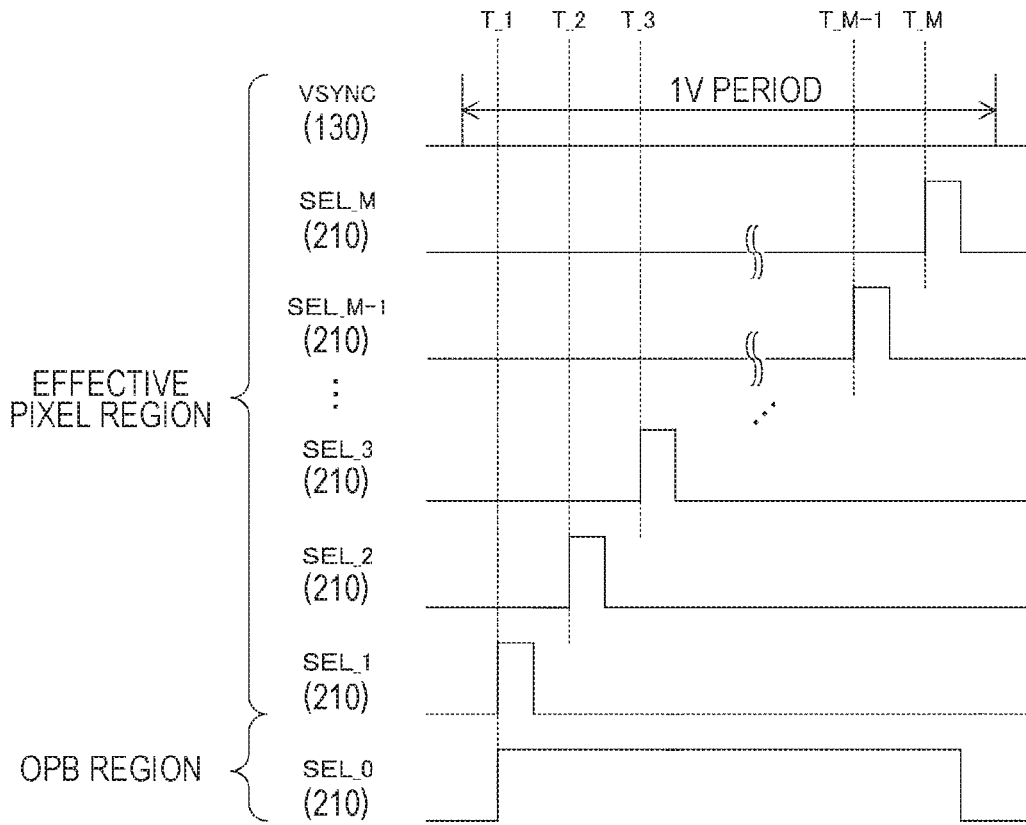 T_1 T_2 T_3 T_M-1 T_M
VSYNC
(130)
1V PERIOD
SEL_M
(210)
SEL_M-1
(210)
EFFECTIVE
PIXEL REGION
SEL_3
(210)
SEL_2
(210)
SEL_1
(210)
OPB REGION
SEL_0
(210)